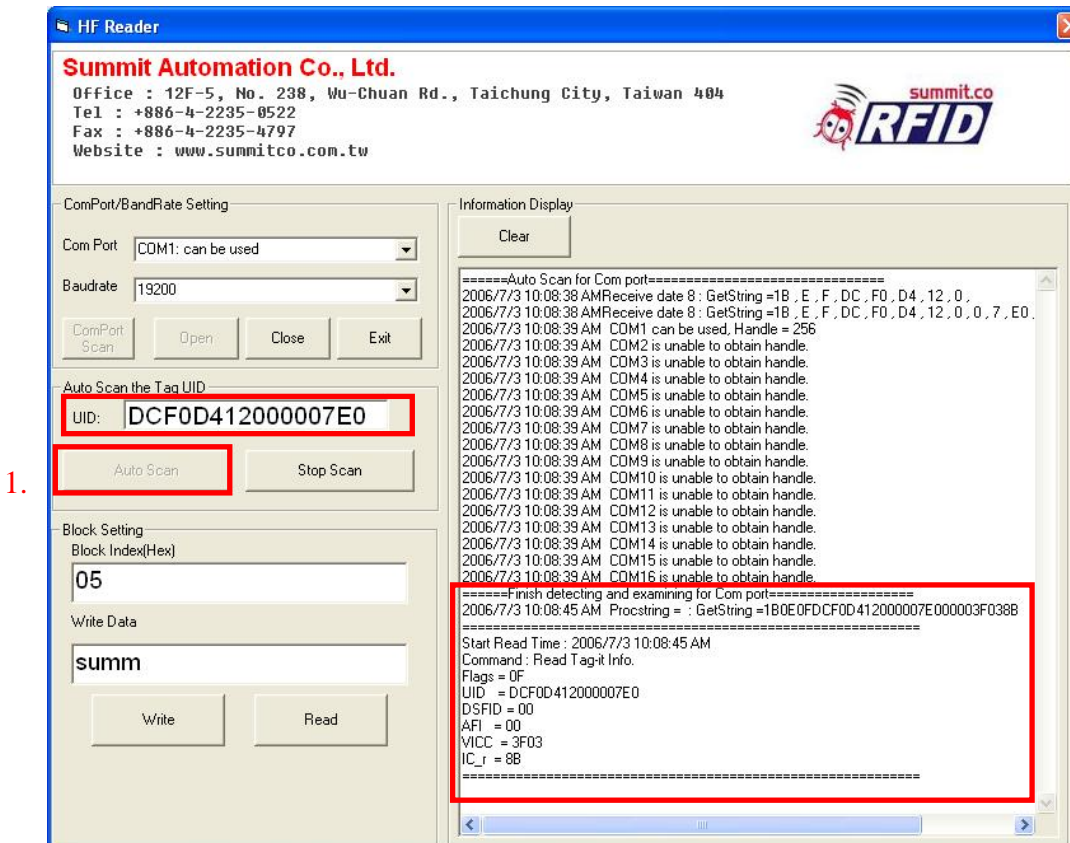 HF Reader
Summit Automation Co., Ltd.
Office : 12F-5, No. 238, Wu-Chuan Rd., Taichung City, Taiwan 404
Tel : +886-4-2235-0522
Fax : +886-4-2235-4797
Website : www.summitco.com.tw
summit.co
RFID
ComPort/BandRate Setting
Com Port COM1: can be used
Baudrate 19200
ComPort Scan Open Close Exit
Auto Scan the Tag UID
UID: DCF0D412000007E0
1. Auto Scan Stop Scan
Block Setting
Block Index(Hex)
05
Write Data
summ
Write Read
Information Display
Clear
======Auto Scan for Com port===============================
2006/7/3 10:08:38 AMReceive date 8 : GetString =1B , E , F , DC , F0 , D4 , 12 , 0 ,
2006/7/3 10:08:38 AMReceive date 8 : GetString =1B , E , F , DC , F0 , D4 , 12 , 0 , 0 , 7 , E0 ,
2006/7/3 10:08:39 AM COM1 can be used, Handle = 256
2006/7/3 10:08:39 AM COM2 is unable to obtain handle.
2006/7/3 10:08:39 AM COM3 is unable to obtain handle.
2006/7/3 10:08:39 AM COM4 is unable to obtain handle.
2006/7/3 10:08:39 AM COM5 is unable to obtain handle.
2006/7/3 10:08:39 AM COM6 is unable to obtain handle.
2006/7/3 10:08:39 AM COM7 is unable to obtain handle.
2006/7/3 10:08:39 AM COM8 is unable to obtain handle.
2006/7/3 10:08:39 AM COM9 is unable to obtain handle.
2006/7/3 10:08:39 AM COM10 is unable to obtain handle.
2006/7/3 10:08:39 AM COM11 is unable to obtain handle.
2006/7/3 10:08:39 AM COM12 is unable to obtain handle.
2006/7/3 10:08:39 AM COM13 is unable to obtain handle.
2006/7/3 10:08:39 AM COM14 is unable to obtain handle.
2006/7/3 10:08:39 AM COM15 is unable to obtain handle.
2006/7/3 10:08:39 AM COM16 is unable to obtain handle.
======Finish detecting and examining for Com port===================
2006/7/3 10:08:45 AM Procstring = : GetString =1B0E0FDCF0D412000007E000003F038B
============================================================
Start Read Time : 2006/7/3 10:08:45 AM
Command : Read Tag-it Info.
Flags = 0F
UID = DCF0D412000007E0
DSFID = 00
AFI = 00
VICC = 3F03
IC_r = 8B
============================================================